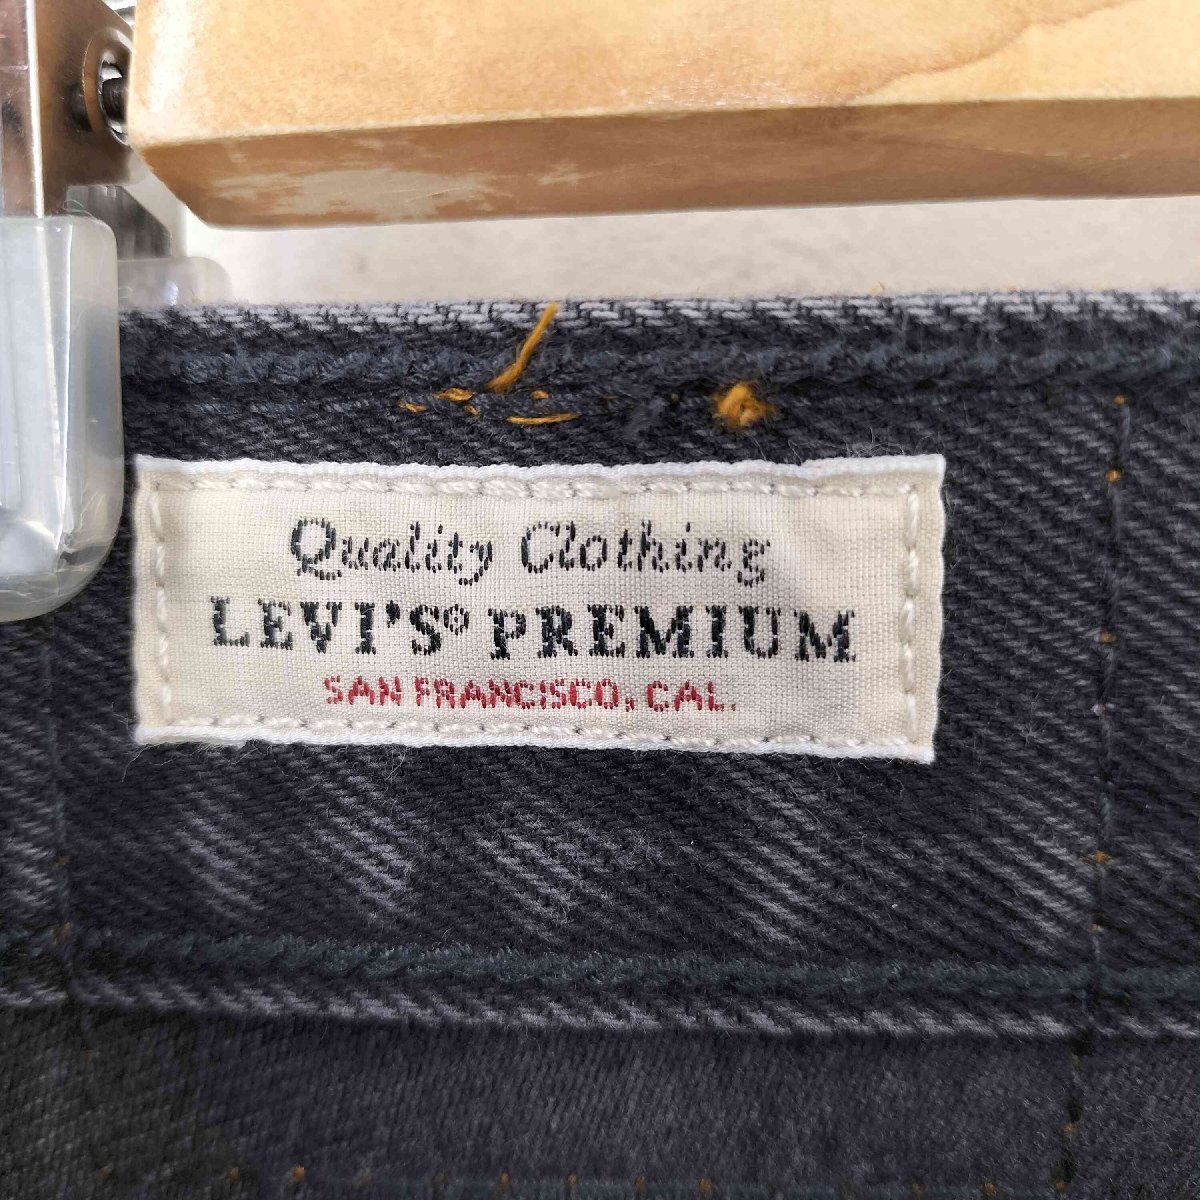 Quality Clothing
LEVI'S® PREMIUM
SAN FRANCISCO, CAL.